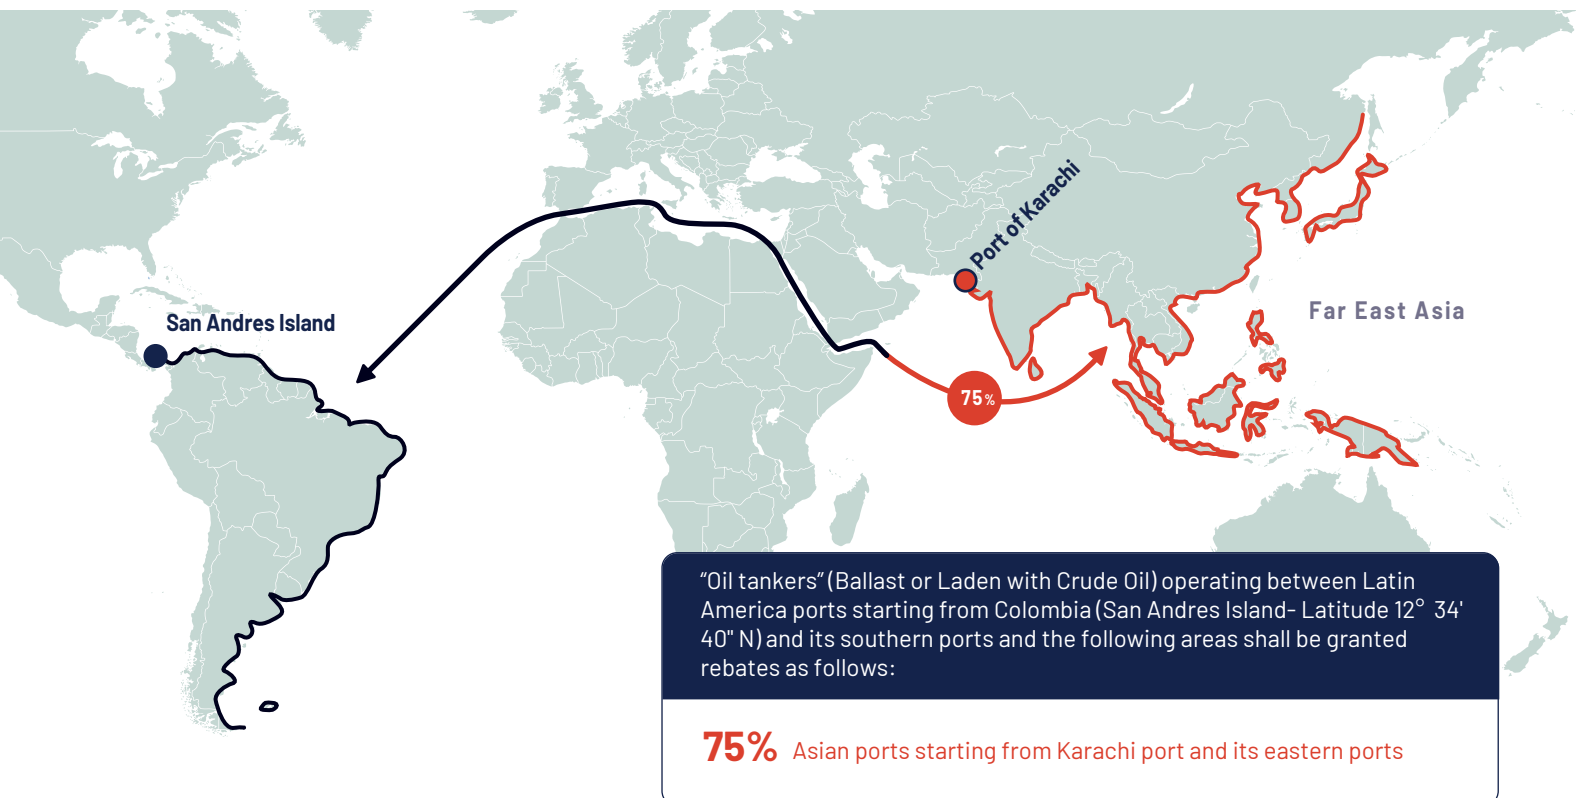 Port of Karachi
San Andres Island
Far East Asia
75%
“Oil tankers” (Ballast or Laden with Crude Oil) operating between Latin
America ports starting from Colombia (San Andres Island- Latitude 12° 34'
40" N) and its southern ports and the following areas shall be granted
rebates as follows:
75% Asian ports starting from Karachi port and its eastern ports